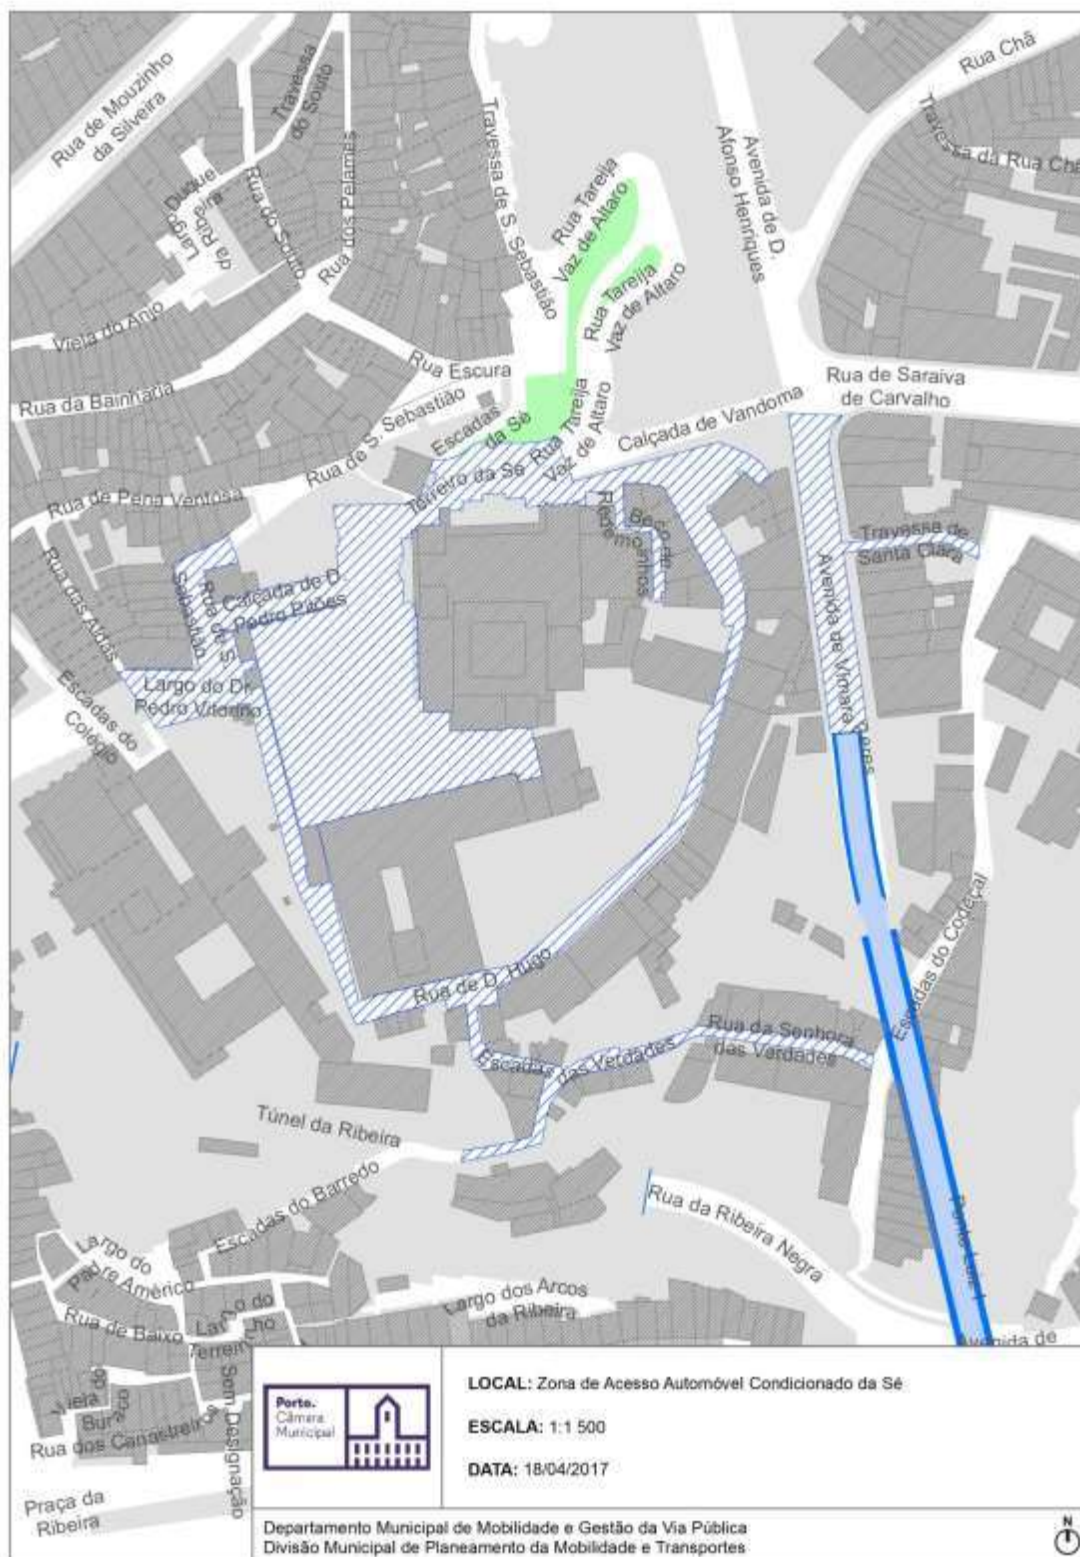 Rua de Mouzinho
da Silveira
Travessa
do Souto
Rua dos Pelames
Travessa de S. Sebastião
Rua Tareija
Vaz de Altaro
Rua Tareija
Vaz de Altaro
Avenida de D.
Afonso Henriques
Rua Chã
Travessa da Rua Chã
Largo
Duque
da Ribeira
Rua do Souto
Viela do Anjo
Rua da Bainharia
Rua Escura
Rua de S. Sebastião
Escadas
da Sé
Rua Tareija
Vaz de Altaro
Calçada de Vandoma
Rua de Saraiva
de Carvalho
Terreiro da Sé
Rua de Pena Ventosa
Rua das Aldas
Rua de S.
Sebastião
Calçada de D.
Pedro Pitões
Beco dos
Redemoinhos
Travessa de
Santa Clara
Avenida de Vimara Peres
Largo do Dr.
Pedro Vitorino
Escadas do
Colégio
Rua de D. Hugo
Escadas do Codeçal
Escadas das Verdades
Rua da Senhora
das Verdades
Túnel da Ribeira
Escadas do Barredo
Rua da Ribeira Negra
Ponte Luiz I
Largo do
Padre Américo
Largo dos Arcos
da Ribeira
Rua de Baixo
Largo do
Terreirinho
Avenida de
Viela do
Buraco
Rua dos Canastreiros
Sem Designação
Praça da
Ribeira
Porto.
Câmara
Municipal
LOCAL: Zona de Acesso Automóvel Condicionado da Sé
ESCALA: 1:1 500
DATA: 18/04/2017
Departamento Municipal de Mobilidade e Gestão da Via Pública
Divisão Municipal de Planeamento da Mobilidade e Transportes
N